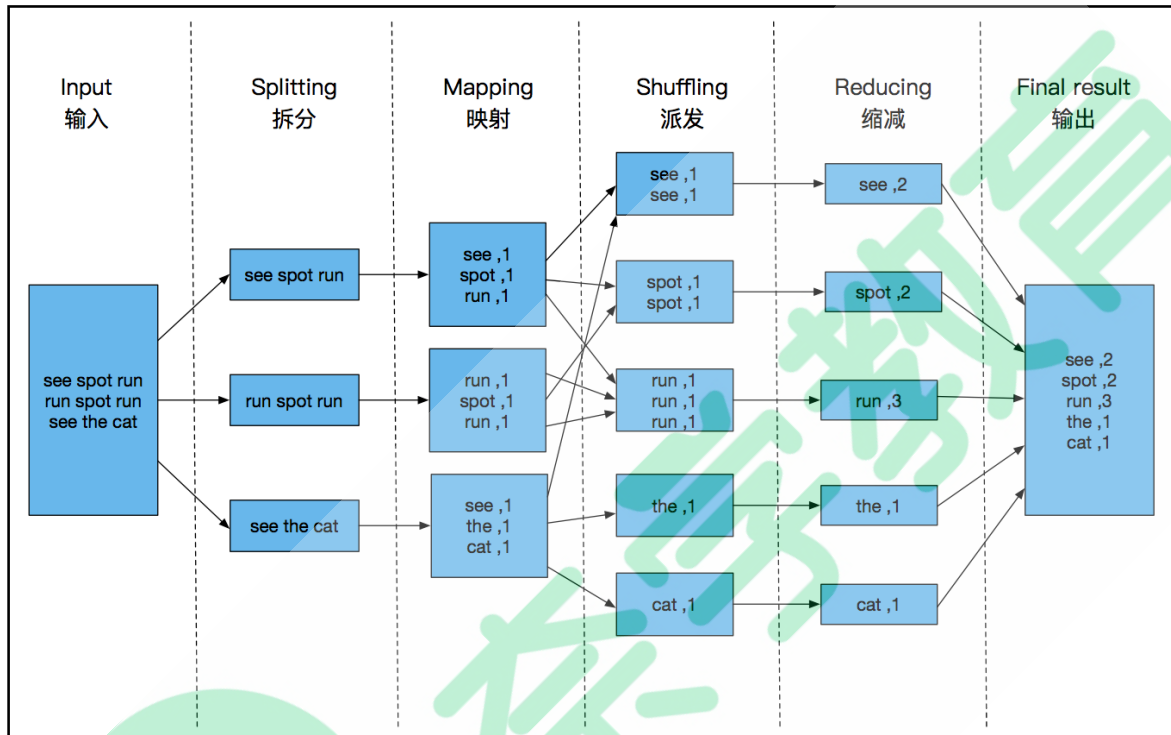 Input
输入
Splitting
拆分
Mapping
映射
Shuffling
派发
Reducing
缩减
Final result
输出
see spot run
run spot run
see the cat
see spot run
run spot run
see the cat
see ,1
spot ,1
run ,1
run ,1
spot ,1
run ,1
see ,1
the ,1
cat ,1
see ,1
see ,1
spot ,1
spot ,1
run ,1
run ,1
run ,1
the ,1
cat ,1
see ,2
spot ,2
run ,3
the ,1
cat ,1
see ,2
spot ,2
run ,3
the ,1
cat ,1
学教育